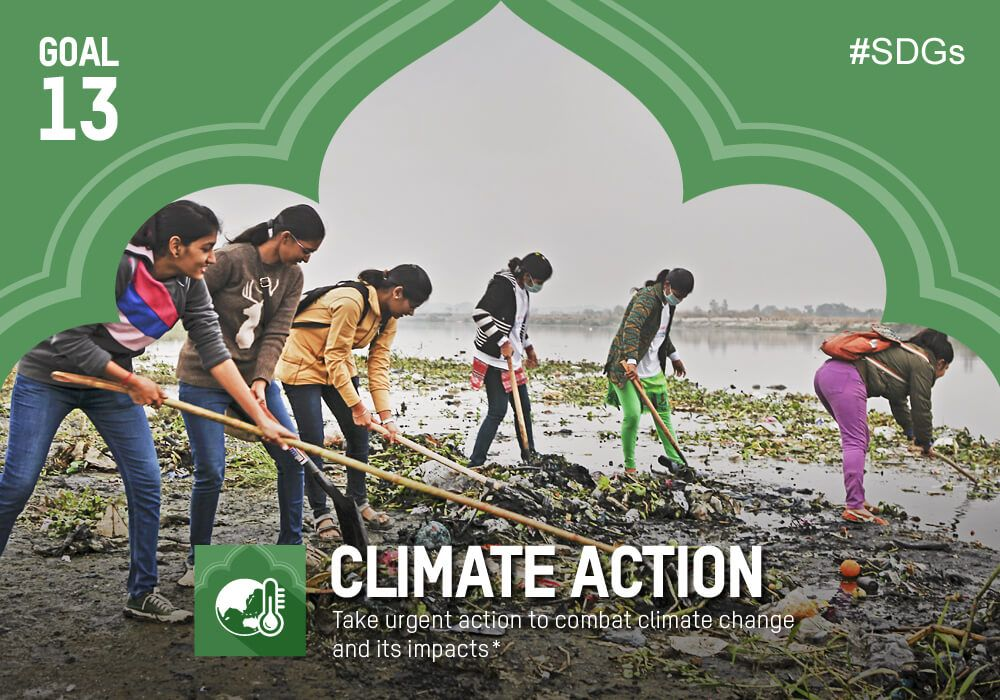 GOAL
13
#SDGs
CLIMATE ACTION
Take urgent action to combat climate change
and its impacts*